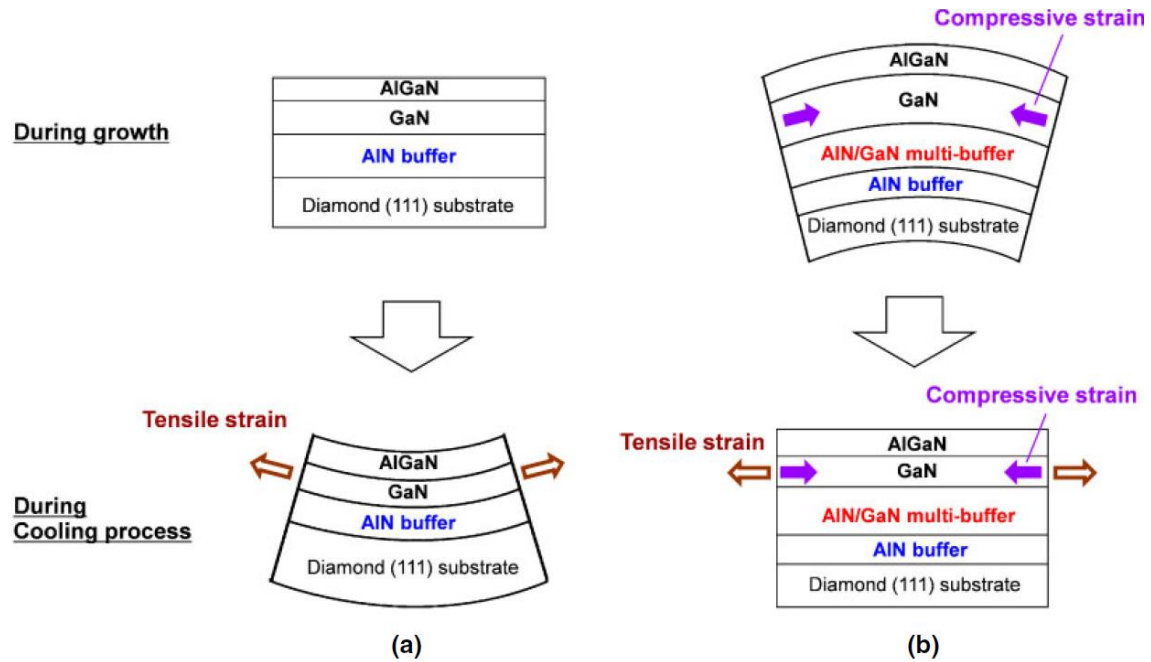 Compressive strain
During growth
AlGaN
GaN
AlN buffer
Diamond (111) substrate
AlGaN
GaN
AlN/GaN multi-buffer
AlN buffer
Diamond (111) substrate
Tensile strain
Compressive strain
Tensile strain
During
Cooling process
AlGaN
GaN
AlN buffer
Diamond (111) substrate
AlGaN
GaN
AlN/GaN multi-buffer
AlN buffer
Diamond (111) substrate
(a)
(b)